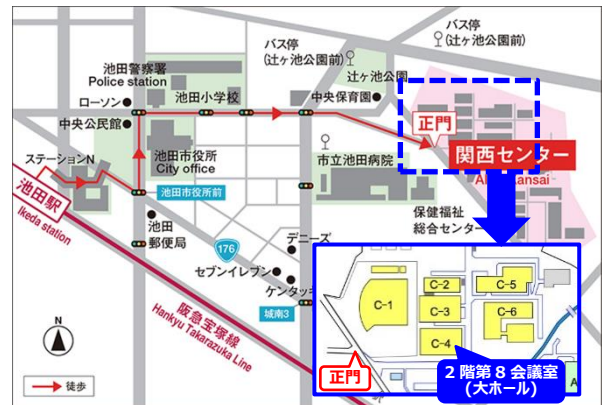 バス停
(辻ヶ池公園前)
バス停
(辻ヶ池公園前)
池田警察署
Police station
辻ヶ池公園
ローソン
池田小学校
中央保育園
中央公民館
正門
ステーションN
池田市役所
City office
市立池田病院
関西センター
池田駅
Ikeda station
池田市役所前
保健福祉
総合センター
池田
郵便局
176
デニーズ
セブンイレブン
ケンタッ
城南3
阪急宝塚線
Hankyu Takarazuka Line
N
徒歩
C-1
C-2
C-3
C-4
C-5
C-6
正門
2階第8会議室
(大ホール)